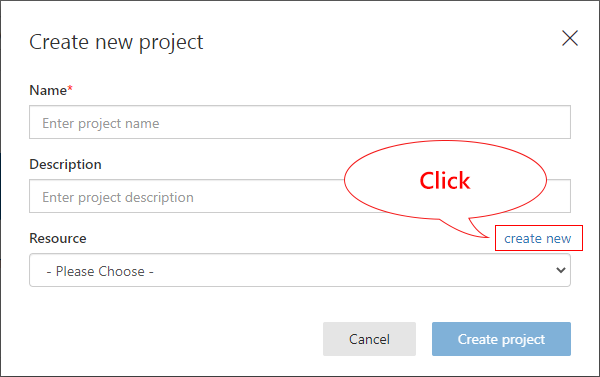 Create new project
Name*
Enter project name
Description
Enter project description
Click
Resource
create new
- Please Choose -
Cancel
Create project